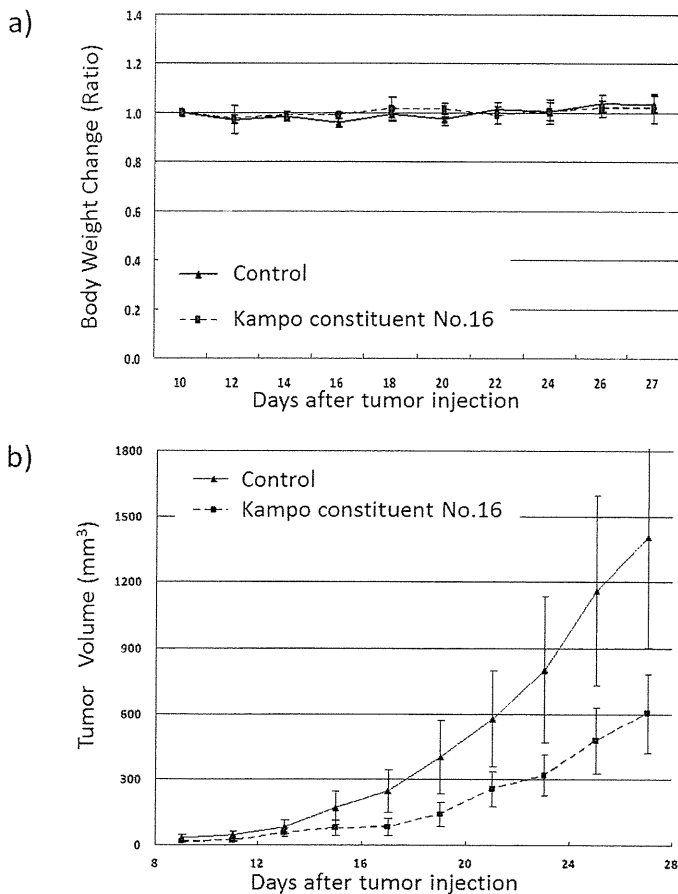 a)
Body Weight Change (Ratio)
1.4
1.2
1.0
0.8
0.6
0.4
0.2
0.0
Control
Kampo constituent No.16
10 12 14 16 18 20 22 24 26 27
Days after tumor injection
b)
Tumor Volume (mm³)
1800
1500
1200
900
600
300
0
Control
Kampo constituent No.16
8 12 16 20 24 28
Days after tumor injection